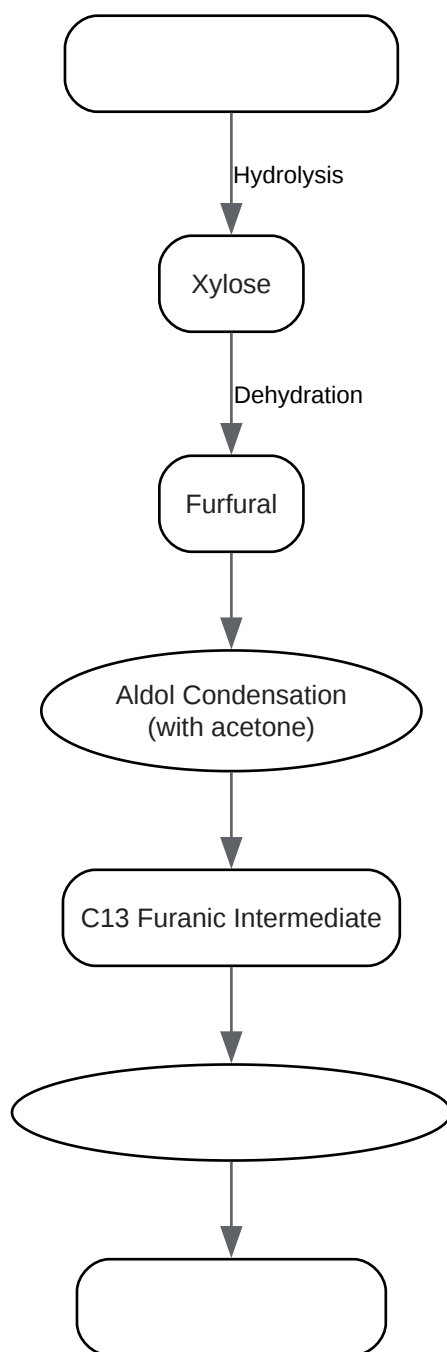 Hydrolysis
Xylose
Dehydration
Furfural
Aldol Condensation
(with acetone)
C13 Furanic Intermediate